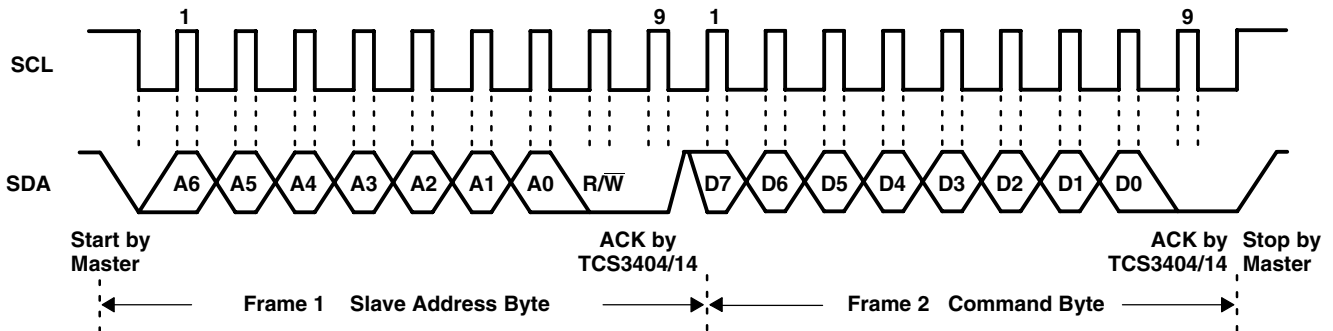 1 9 1 9
SCL
SDA A6 A5 A4 A3 A2 A1 A0 R/W̅ D7 D6 D5 D4 D3 D2 D1 D0
Start by Master
ACK by TCS3404/14
ACK by TCS3404/14
Stop by Master
Frame 1 Slave Address Byte
Frame 2 Command Byte